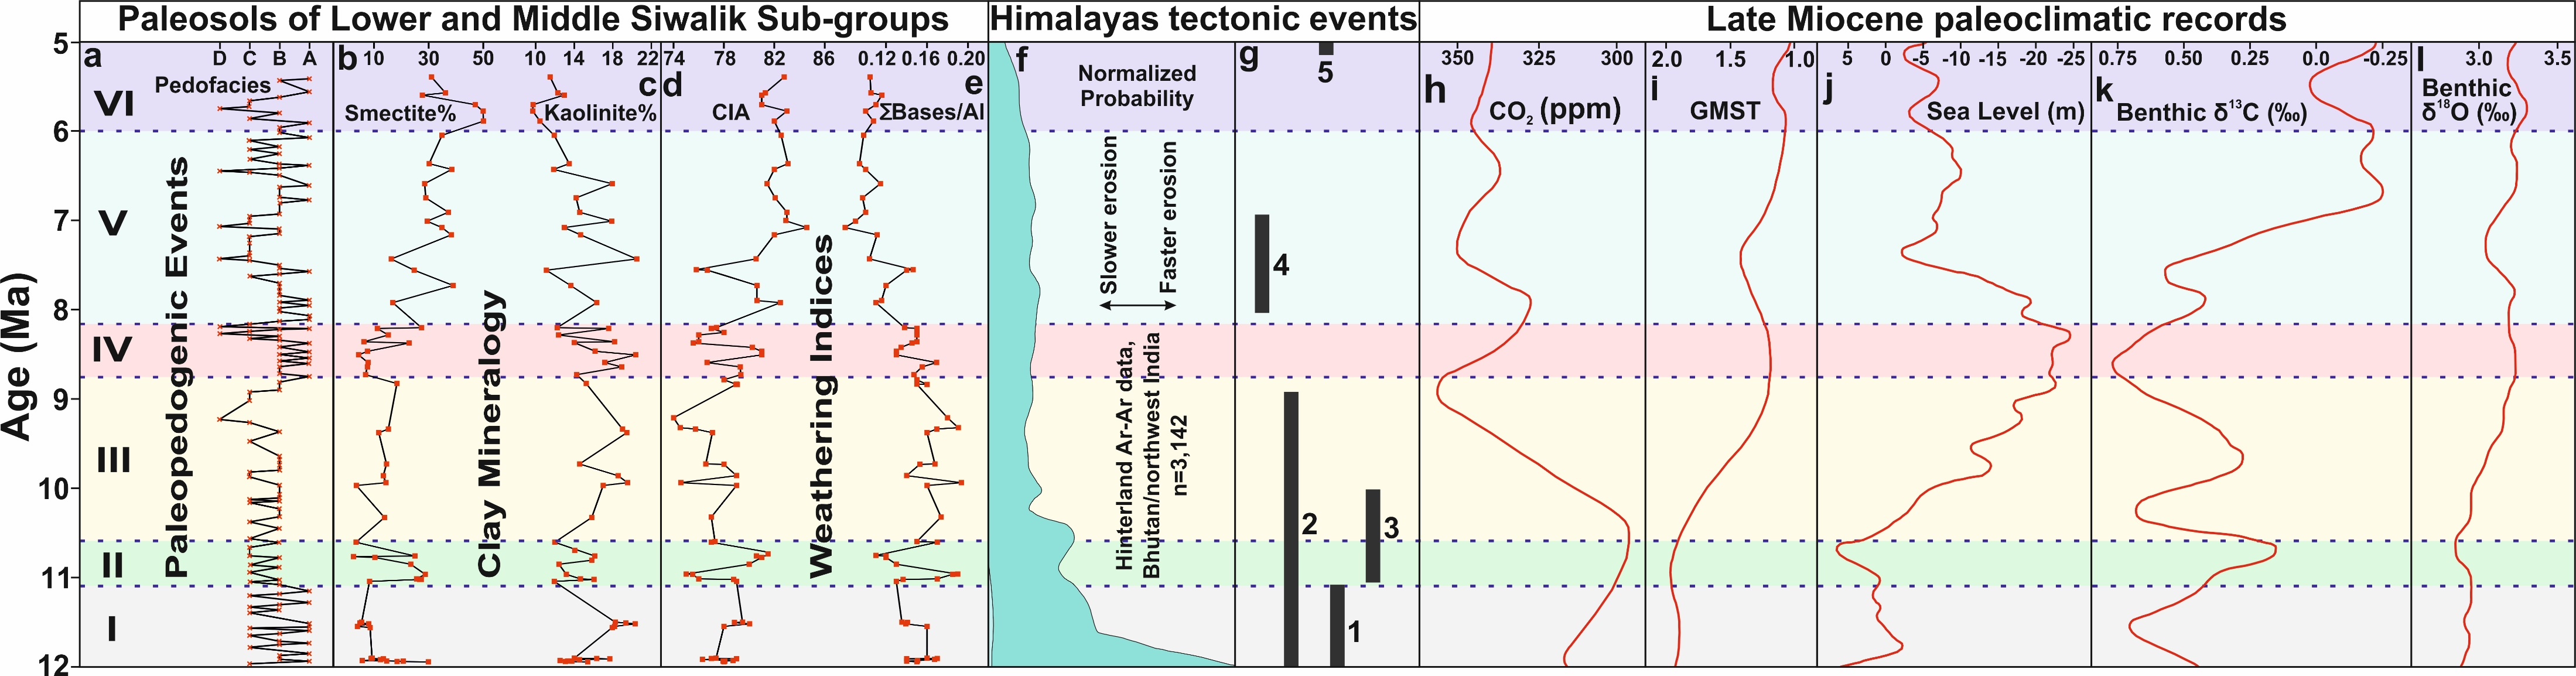 Paleosols of Lower and Middle Siwalik Sub-groups
Himalayas tectonic events
Late Miocene paleoclimatic records
Age (Ma)
5
6
7
8
9
10
11
12
a
D C B A
Pedofacies
VI
V
IV
III
II
I
Paleopedogenic Events
b
10 30 50
Smectite%
Clay Mineralogy
10 14 18 22
c
Kaolinite%
d
74 78 82 86
CIA
Weathering Indices
0.12 0.16 0.20
e
ΣBases/Al
f
Normalized
Probability
Slower erosion
Faster erosion
Hinterland Ar-Ar data,
Bhutan/northwest India
n=3,142
g
5
4
2
3
1
350 325 300
h
CO₂ (ppm)
2.0 1.5 1.0
i
GMST
5 0 -5 -10 -15 -20 -25
j
Sea Level (m)
0.75 0.50 0.25 0.0 -0.25
k
Benthic δ¹³C (‰)
l
3.0 3.5
Benthic
δ¹⁸O (‰)